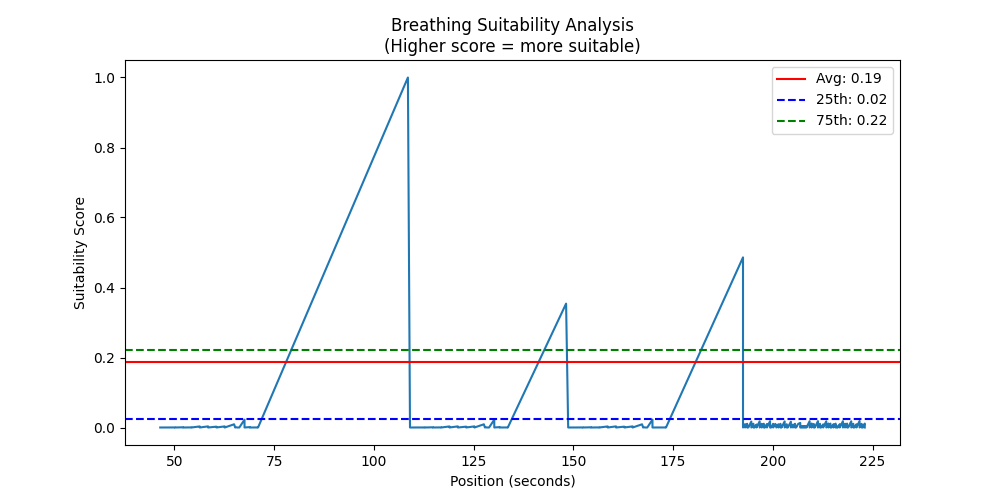 Breathing Suitability Analysis
(Higher score = more suitable)
Suitability Score
1.0
0.8
0.6
0.4
0.2
0.0
Avg: 0.19
25th: 0.02
75th: 0.22
50
75
100
125
150
175
200
225
Position (seconds)